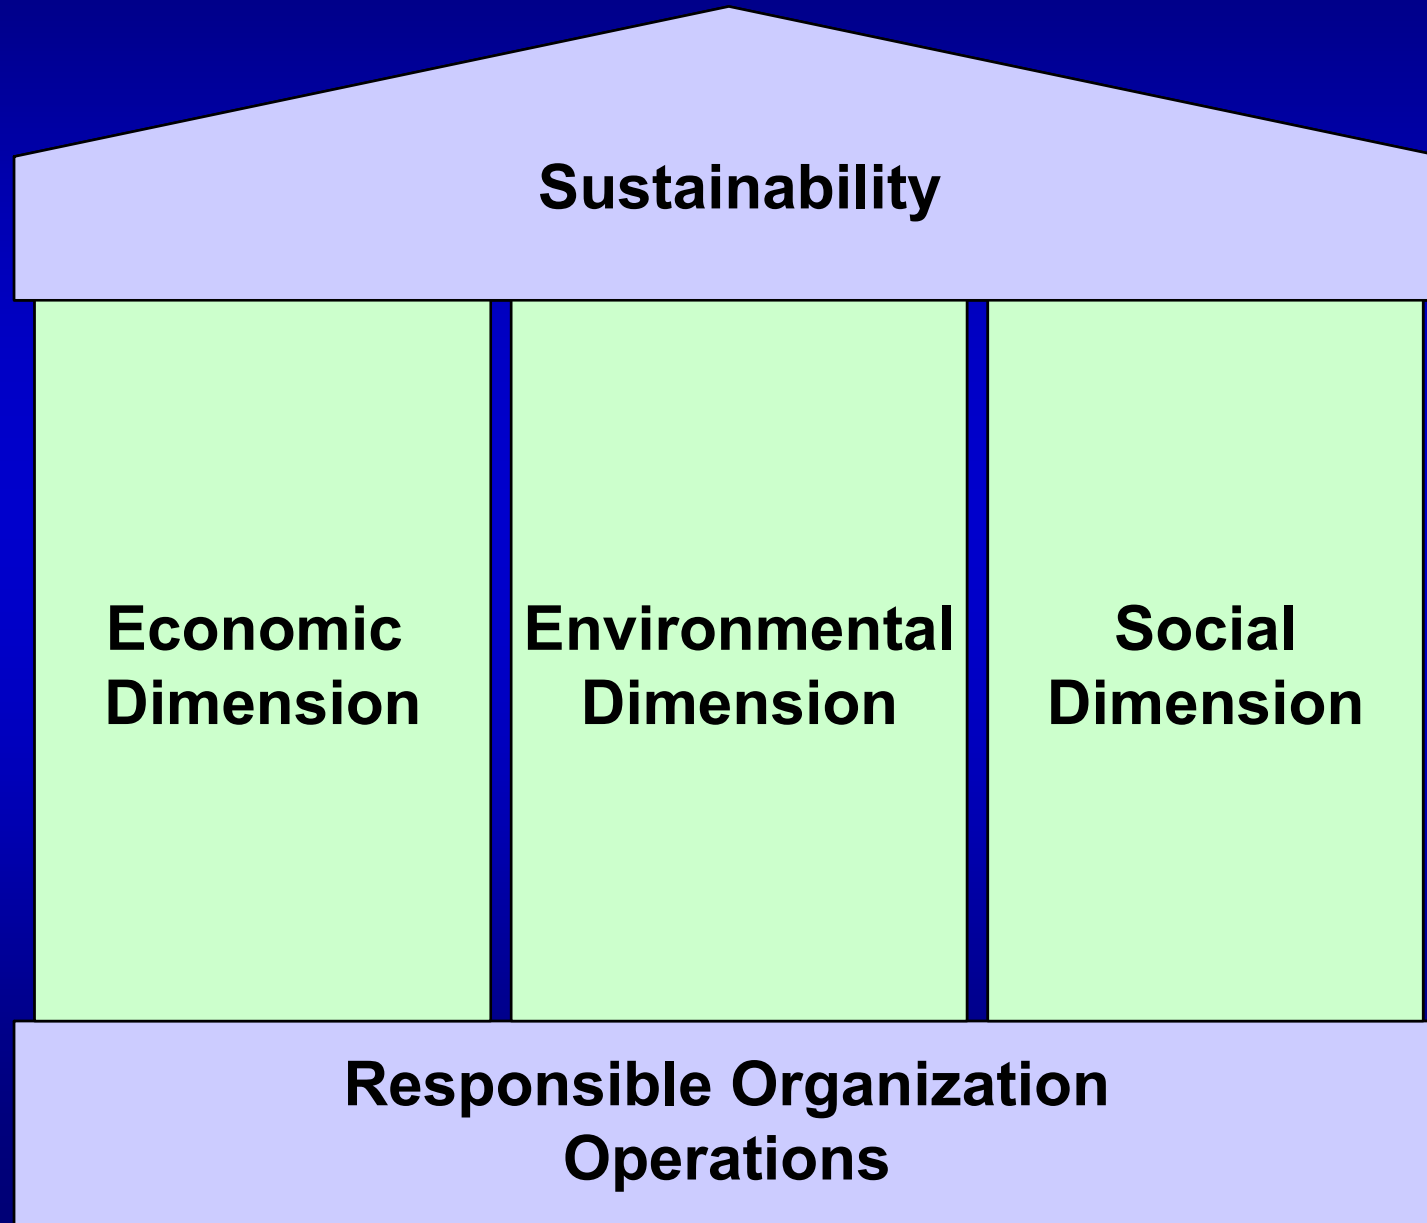 Sustainability
Economic
Dimension
Environmental
Dimension
Social
Dimension
Responsible Organization
Operations